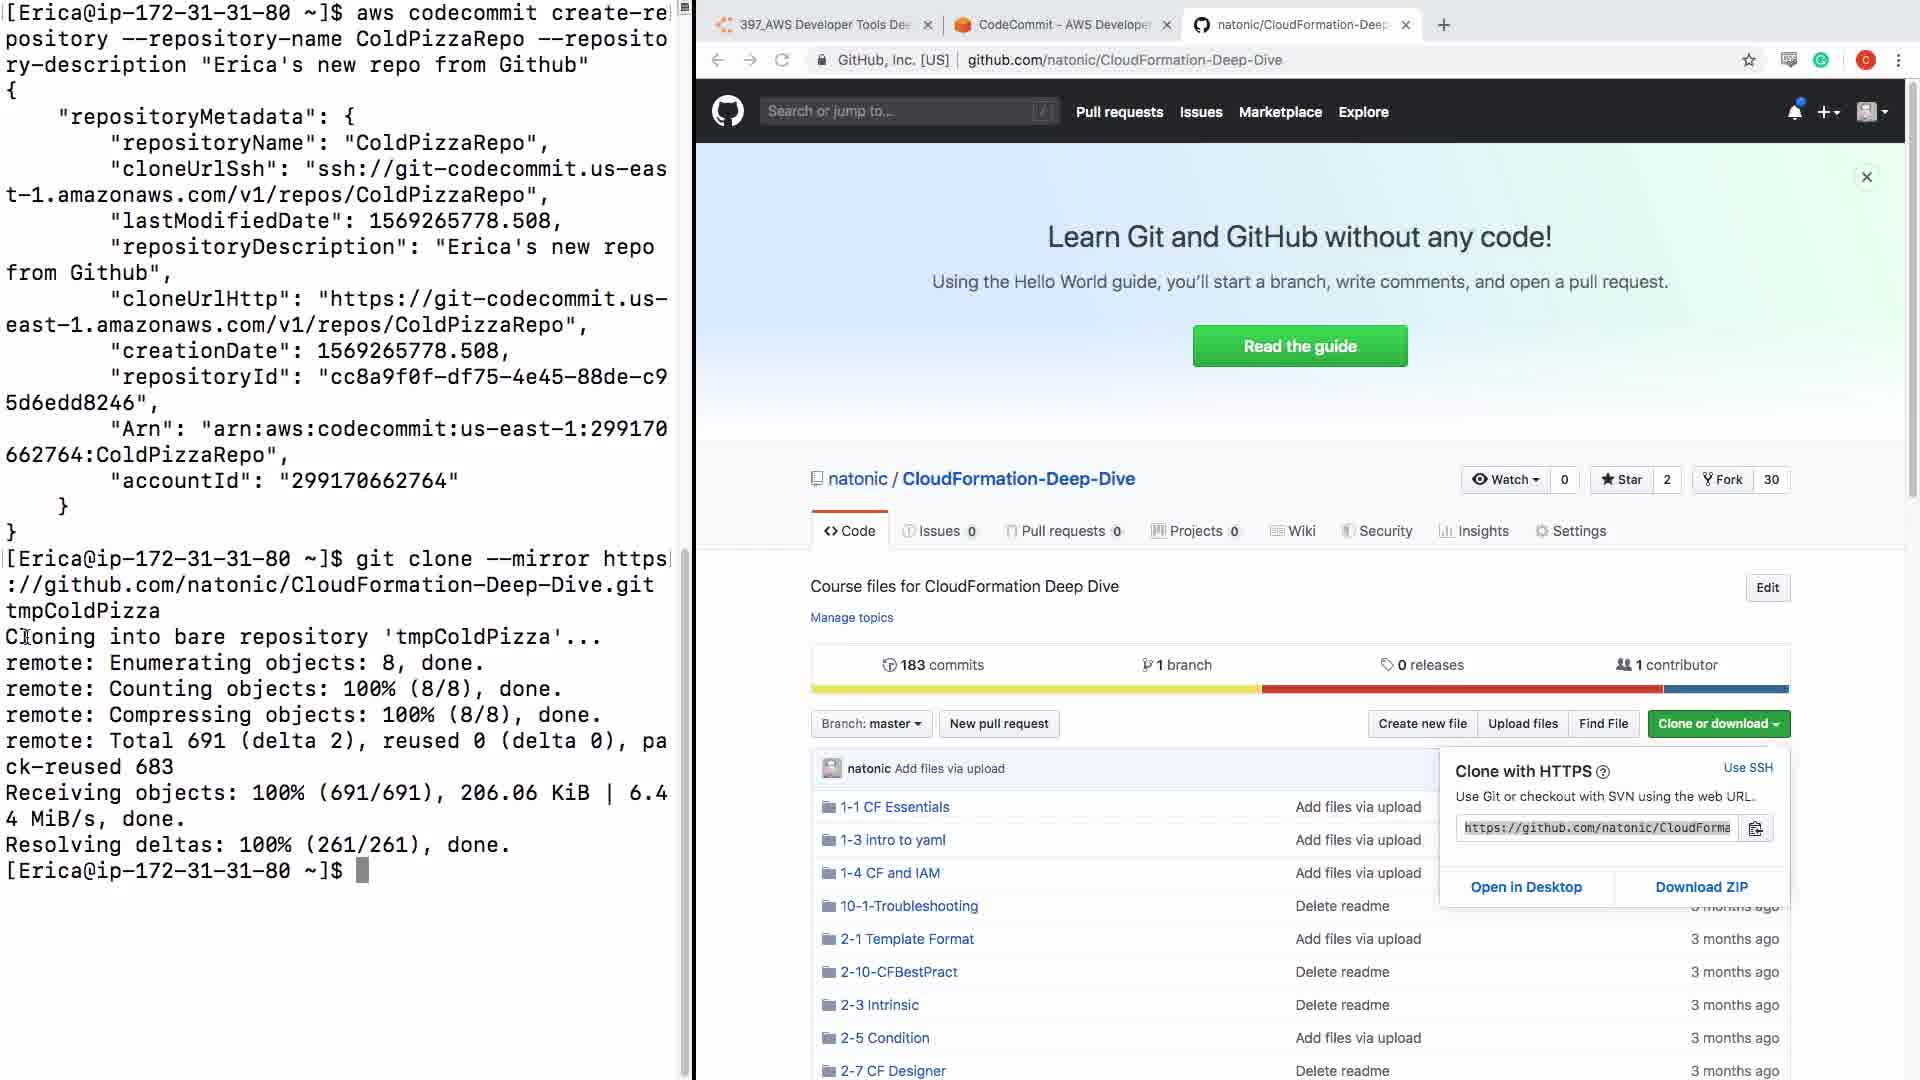 [Erica@ip-172-31-31-80 ~]$ aws codecommit create-re
pository --repository-name ColdPizzaRepo --reposito
ry-description "Erica's new repo from Github"
{
    "repositoryMetadata": {
        "repositoryName": "ColdPizzaRepo",
        "cloneUrlSsh": "ssh://git-codecommit.us-eas
t-1.amazonaws.com/v1/repos/ColdPizzaRepo",
        "lastModifiedDate": 1569265778.508,
        "repositoryDescription": "Erica's new repo
from Github",
        "cloneUrlHttp": "https://git-codecommit.us-
east-1.amazonaws.com/v1/repos/ColdPizzaRepo",
        "creationDate": 1569265778.508,
        "repositoryId": "cc8a9f0f-df75-4e45-88de-c9
5d6edd8246",
        "Arn": "arn:aws:codecommit:us-east-1:299170
662764:ColdPizzaRepo",
        "accountId": "299170662764"
    }
}
[Erica@ip-172-31-31-80 ~]$ git clone --mirror https
://github.com/natonic/CloudFormation-Deep-Dive.git
tmpColdPizza
Cloning into bare repository 'tmpColdPizza'...
remote: Enumerating objects: 8, done.
remote: Counting objects: 100% (8/8), done.
remote: Compressing objects: 100% (8/8), done.
remote: Total 691 (delta 2), reused 0 (delta 0), pa
ck-reused 683
Receiving objects: 100% (691/691), 206.06 KiB | 6.4
4 MiB/s, done.
Resolving deltas: 100% (261/261), done.
[Erica@ip-172-31-31-80 ~]$
397_AWS Developer Tools Dee
CodeCommit - AWS Developer
natonic/CloudFormation-Deep-
GitHub, Inc. [US] | github.com/natonic/CloudFormation-Deep-Dive
C
Search or jump to... /
Pull requests Issues Marketplace Explore
Learn Git and GitHub without any code!
Using the Hello World guide, you’ll start a branch, write comments, and open a pull request.
Read the guide
natonic / CloudFormation-Deep-Dive
Watch 0 Star 2 Fork 30
Code Issues 0 Pull requests 0 Projects 0 Wiki Security Insights Settings
Course files for CloudFormation Deep Dive
Edit
Manage topics
183 commits 1 branch 0 releases 1 contributor
Branch: master New pull request Create new file Upload files Find File Clone or download
natonic Add files via upload
Clone with HTTPS Use SSH
Use Git or checkout with SVN using the web URL.
https://github.com/natonic/CloudForma
Open in Desktop Download ZIP
1-1 CF Essentials Add files via upload
1-3 intro to yaml Add files via upload
1-4 CF and IAM Add files via upload
10-1-Troubleshooting Delete readme 3 months ago
2-1 Template Format Add files via upload 3 months ago
2-10-CFBestPract Delete readme 3 months ago
2-3 Intrinsic Delete readme 3 months ago
2-5 Condition Add files via upload 3 months ago
2-7 CF Designer Delete readme 3 months ago